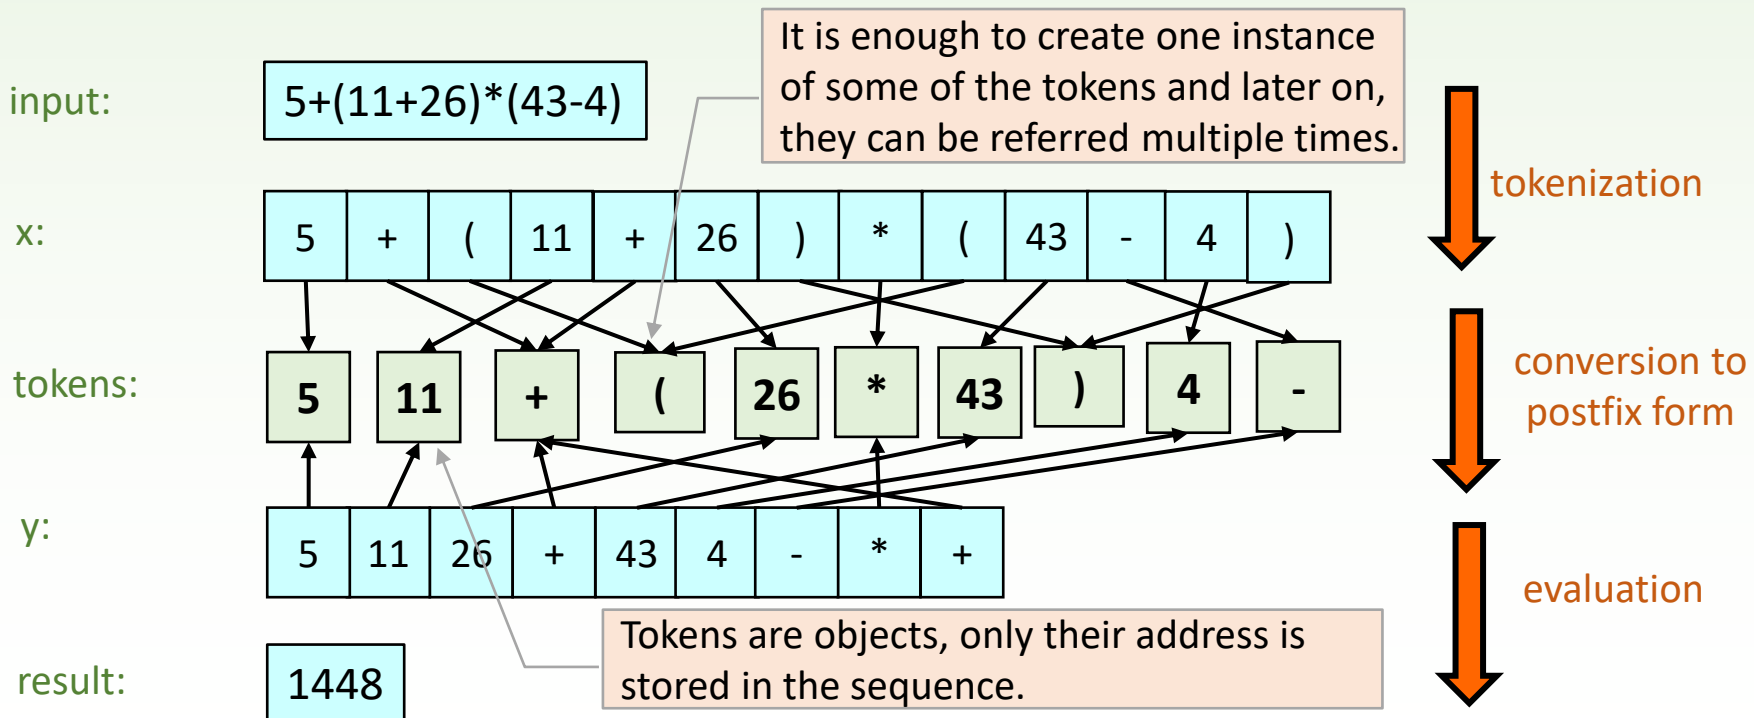 It is enough to create one instance
of some of the tokens and later on,
they can be referred multiple times.
input:
5+(11+26)*(43-4)
tokenization
x:
5 + ( 11 + 26 ) * ( 43 - 4 )
tokens:
5 11 + ( 26 * 43 ) 4 -
conversion to
postfix form
y:
5 11 26 + 43 4 - * +
evaluation
Tokens are objects, only their address is
stored in the sequence.
result:
1448